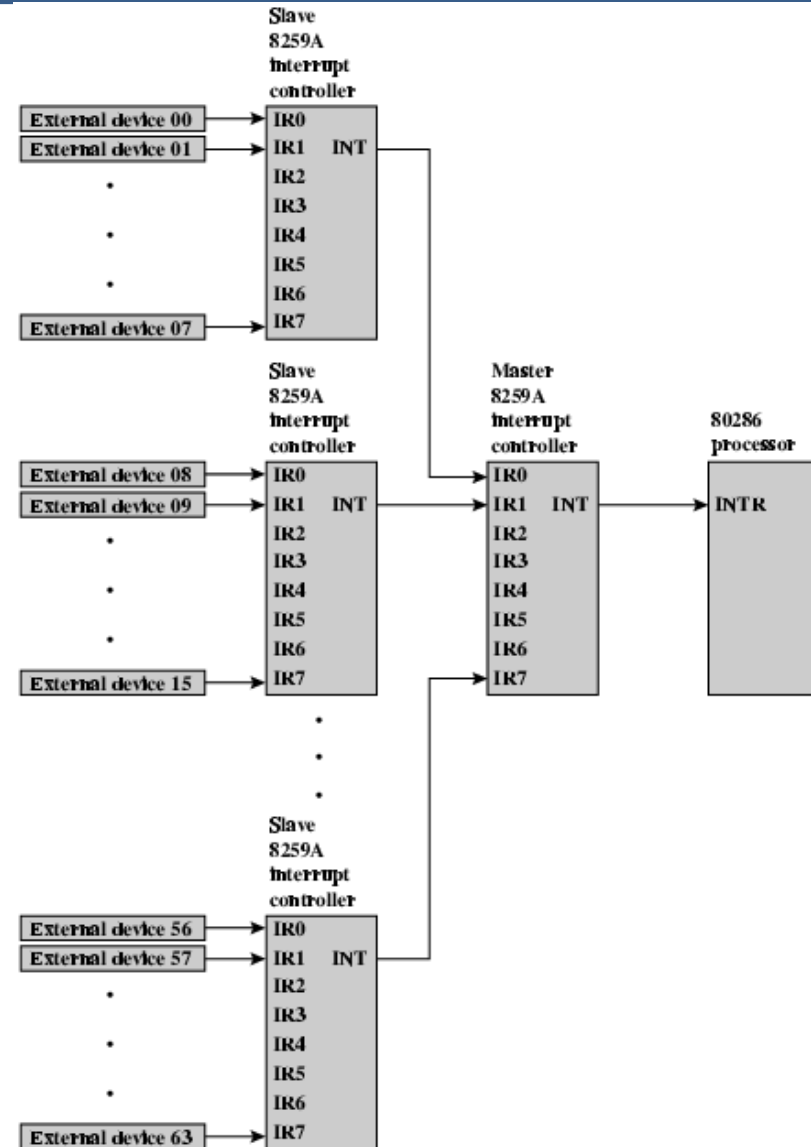 Slave
8259A
interrupt
controller
External device 00
External device 01
External device 07
IR0
IR1 INT
IR2
IR3
IR4
IR5
IR6
IR7
Slave
8259A
interrupt
controller
External device 08
External device 09
External device 15
IR0
IR1 INT
IR2
IR3
IR4
IR5
IR6
IR7
Master
8259A
interrupt
controller
IR0
IR1 INT
IR2
IR3
IR4
IR5
IR6
IR7
80286
processor
INTR
Slave
8259A
interrupt
controller
External device 56
External device 57
External device 63
IR0
IR1 INT
IR2
IR3
IR4
IR5
IR6
IR7